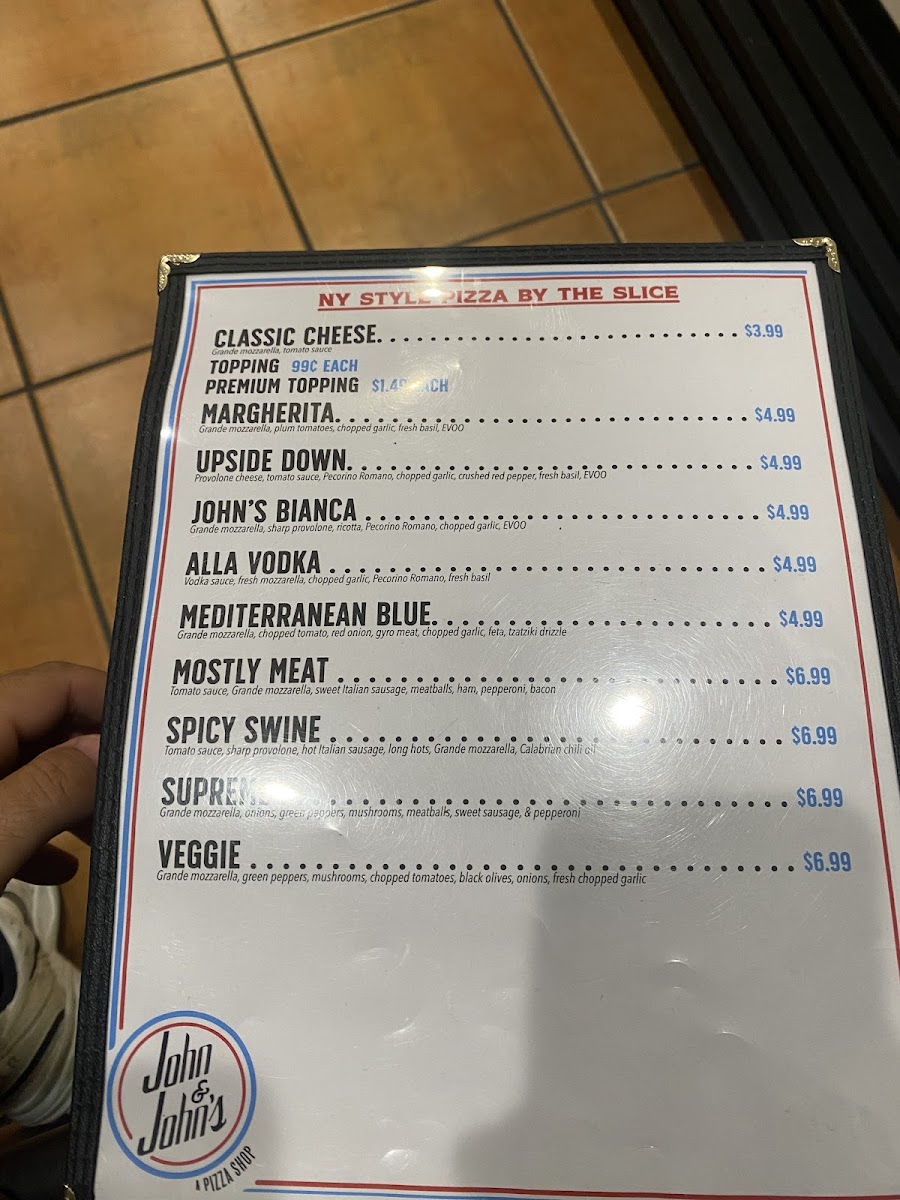 NY STYLE PIZZA BY THE SLICE
CLASSIC CHEESE. . . . . . . . . . . . . . . . . . . . . . . . . . . . $3.99
Grande mozzarella, tomato sauce
TOPPING 99¢ EACH
PREMIUM TOPPING
MARGHERITA. . . . . . . . . . . . . . . . . . . . . . . . . . . . $4.99
Grande mozzarella, plum tomatoes, chopped garlic, fresh basil, EVOO
UPSIDE DOWN. . . . . . . . . . . . . . . . . . . . . . . . . . . . $4.99
Provolone cheese, tomato sauce, Pecorino Romano, chopped garlic, crushed red pepper, fresh basil, EVOO
JOHN'S BIANCA . . . . . . . . . . . . . . . . . . . . . . . . . . . . $4.99
Grande mozzarella, sharp provolone, ricotta, Pecorino Romano, chopped garlic, EVOO
ALLA VODKA . . . . . . . . . . . . . . . . . . . . . . . . . . . . $4.99
Vodka sauce, fresh mozzarella, chopped garlic, Pecorino Romano, fresh basil
MEDITERRANEAN BLUE. . . . . . . . . . . . . . . . . . . . . . . . $4.99
Grande mozzarella, chopped tomato, red onion, gyro meat, chopped garlic, feta, tzatziki drizzle
MOSTLY MEAT . . . . . . . . . . . . . . . . . . . . . . . . . . . . $6.99
Tomato sauce, Grande mozzarella, sweet Italian sausage, meatballs, ham, pepperoni, bacon
SPICY SWINE . . . . . . . . . . . . . . . . . . . . . . . . . . . . $6.99
Tomato sauce, sharp provolone, hot Italian sausage, long hots, Grande mozzarella, Calabrian chili oil
SUPREME . . . . . . . . . . . . . . . . . . . . . . . . . . . . $6.99
Grande mozzarella, onions, green peppers, mushrooms, meatballs, sweet sausage, & pepperoni
VEGGIE . . . . . . . . . . . . . . . . . . . . . . . . . . . . $6.99
Grande mozzarella, green peppers, mushrooms, chopped tomatoes, black olives, onions, fresh chopped garlic
John
&
John's
A PIZZA SHOP